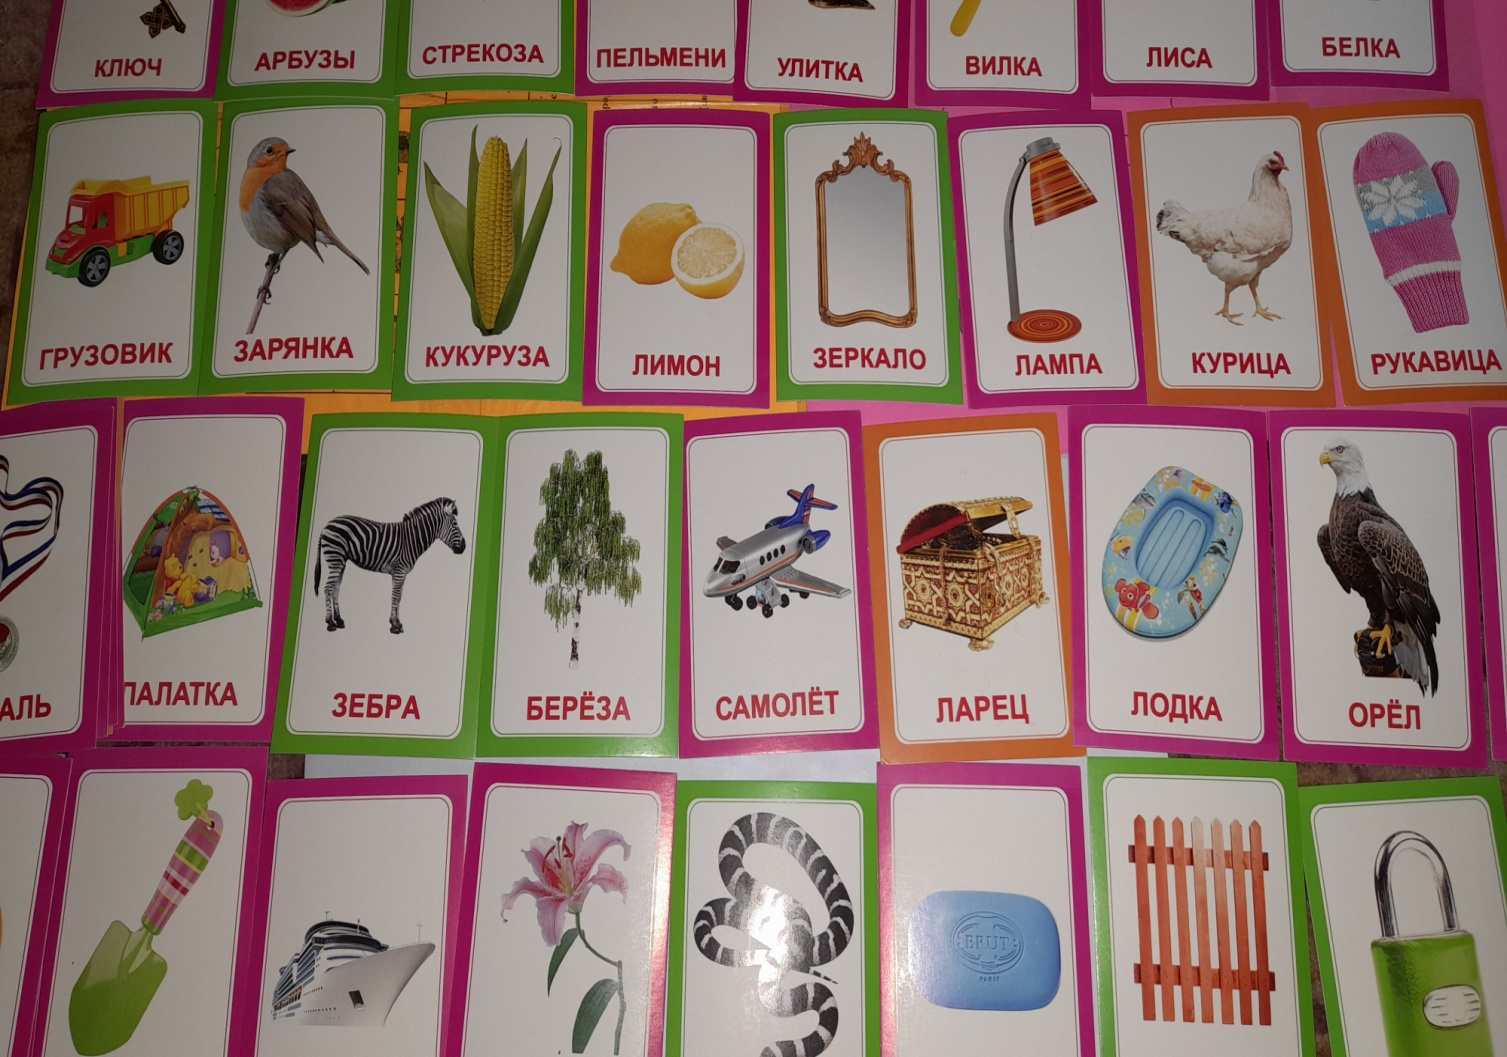 КЛЮЧ
АРБУЗЫ
СТРЕКОЗА
ПЕЛЬМЕНИ
УЛИТКА
ВИЛКА
ЛИСА
БЕЛКА
ГРУЗОВИК
ЗАРЯНКА
КУКУРУЗА
ЛИМОН
ЗЕРКАЛО
ЛАМПА
КУРИЦА
РУКАВИЦА
АЛЬ
ПАЛАТКА
ЗЕБРА
БЕРЁЗА
САМОЛЁТ
ЛАРЕЦ
ЛОДКА
ОРЁЛ
BRUT